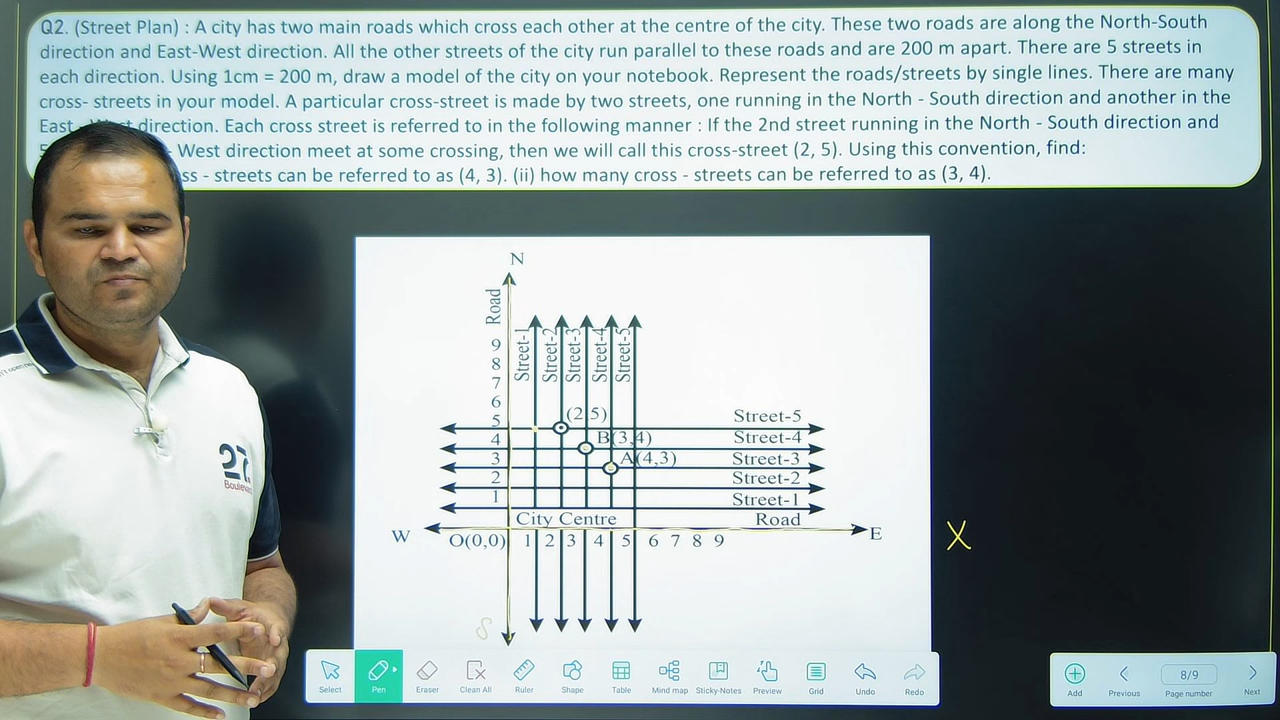 Q2. (Street Plan) : A city has two main roads which cross each other at the centre of the city. These two roads are along the North-South
direction and East-West direction. All the other streets of the city run parallel to these roads and are 200 m apart. There are 5 streets in
each direction. Using 1cm = 200 m, draw a model of the city on your notebook. Represent the roads/streets by single lines. There are many
cross- streets in your model. A particular cross-street is made by two streets, one running in the North - South direction and another in the
East - West direction. Each cross street is referred to in the following manner : If the 2nd street running in the North - South direction and
West direction meet at some crossing, then we will call this cross-street (2, 5). Using this convention, find:
ss - streets can be referred to as (4, 3). (ii) how many cross - streets can be referred to as (3, 4).
N
Road
Street-1
Street-2
Street-3
Street-4
Street-5
9
8
7
6
5
4
3
2
1
(2,5)
B(3,4)
A(4,3)
Street-5
Street-4
Street-3
Street-2
Street-1
City Centre
Road
W
E
X
O(0,0)
1 2 3 4 5 6 7 8 9
S
27
Select
Pen
Eraser
Clean All
Ruler
Shape
Table
Mind map
Sticky-Notes
Preview
Grid
Undo
Redo
Add
Previous
8/9
Page number
Next